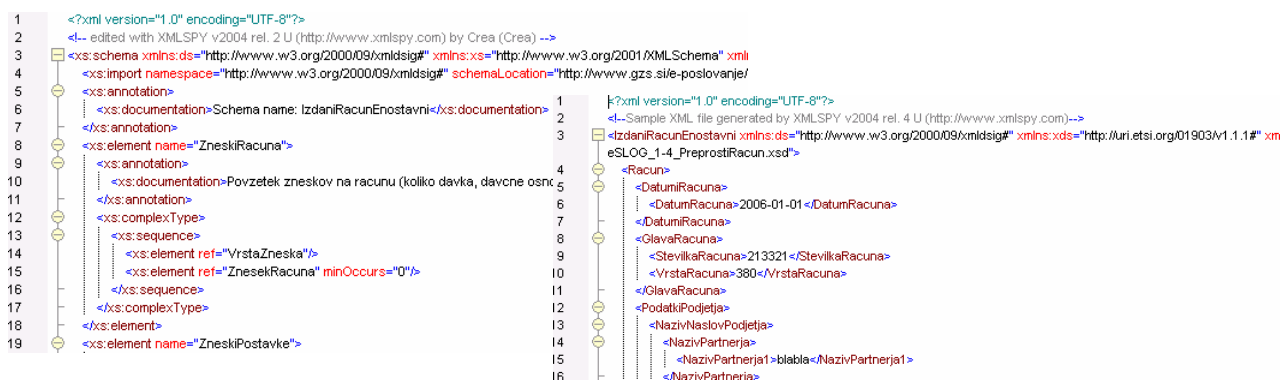 1 <?xml version="1.0" encoding="UTF-8"?>
2 <!-- edited with XMLSPY v2004 rel. 2 U (http://www.xmlspy.com) by Crea (Crea) -->
3 <xs:schema xmlns:ds="http://www.w3.org/2000/09/xmldsig#" xmlns:xs="http://www.w3.org/2001/XMLSchema" xml
4 <xs:import namespace="http://www.w3.org/2000/09/xmldsig#" schemaLocation="http://www.gzs.si/e-poslovanje/
5 <xs:annotation>
6 <xs:documentation>Schema name: IzdaniRacunEnostavni</xs:documentation>
7 </xs:annotation>
8 <xs:element name="ZneskiRacuna">
9 <xs:annotation>
10 <xs:documentation>Povzetek zneskov na racunu (koliko davka, davcne osno
11 </xs:annotation>
12 <xs:complexType>
13 <xs:sequence>
14 <xs:element ref="VrstaZneska"/>
15 <xs:element ref="ZnesekRacuna" minOccurs="0"/>
16 </xs:sequence>
17 </xs:complexType>
18 </xs:element>
19 <xs:element name="ZneskiPostavke">
1 <?xml version="1.0" encoding="UTF-8"?>
2 <!--Sample XML file generated by XMLSPY v2004 rel. 4 U (http://www.xmlspy.com)-->
3 <IzdaniRacunEnostavni xmlns:ds="http://www.w3.org/2000/09/xmldsig#" xmlns:xds="http://uri.etsi.org/01903/v1.1.1#" xm
eSLOG_1-4_PreprostiRacun.xsd">
4 <Racun>
5 <DatumiRacuna>
6 <DatumRacuna>2006-01-01</DatumRacuna>
7 </DatumiRacuna>
8 <GlavaRacuna>
9 <StevilkaRacuna>213321</StevilkaRacuna>
10 <VrstaRacuna>380</VrstaRacuna>
11 </GlavaRacuna>
12 <PodatkiPodjetja>
13 <NazivNaslovPodjetja>
14 <NazivPartnerja>
15 <NazivPartnerja1>blabla</NazivPartnerja1>
16 </NazivPartnerja>